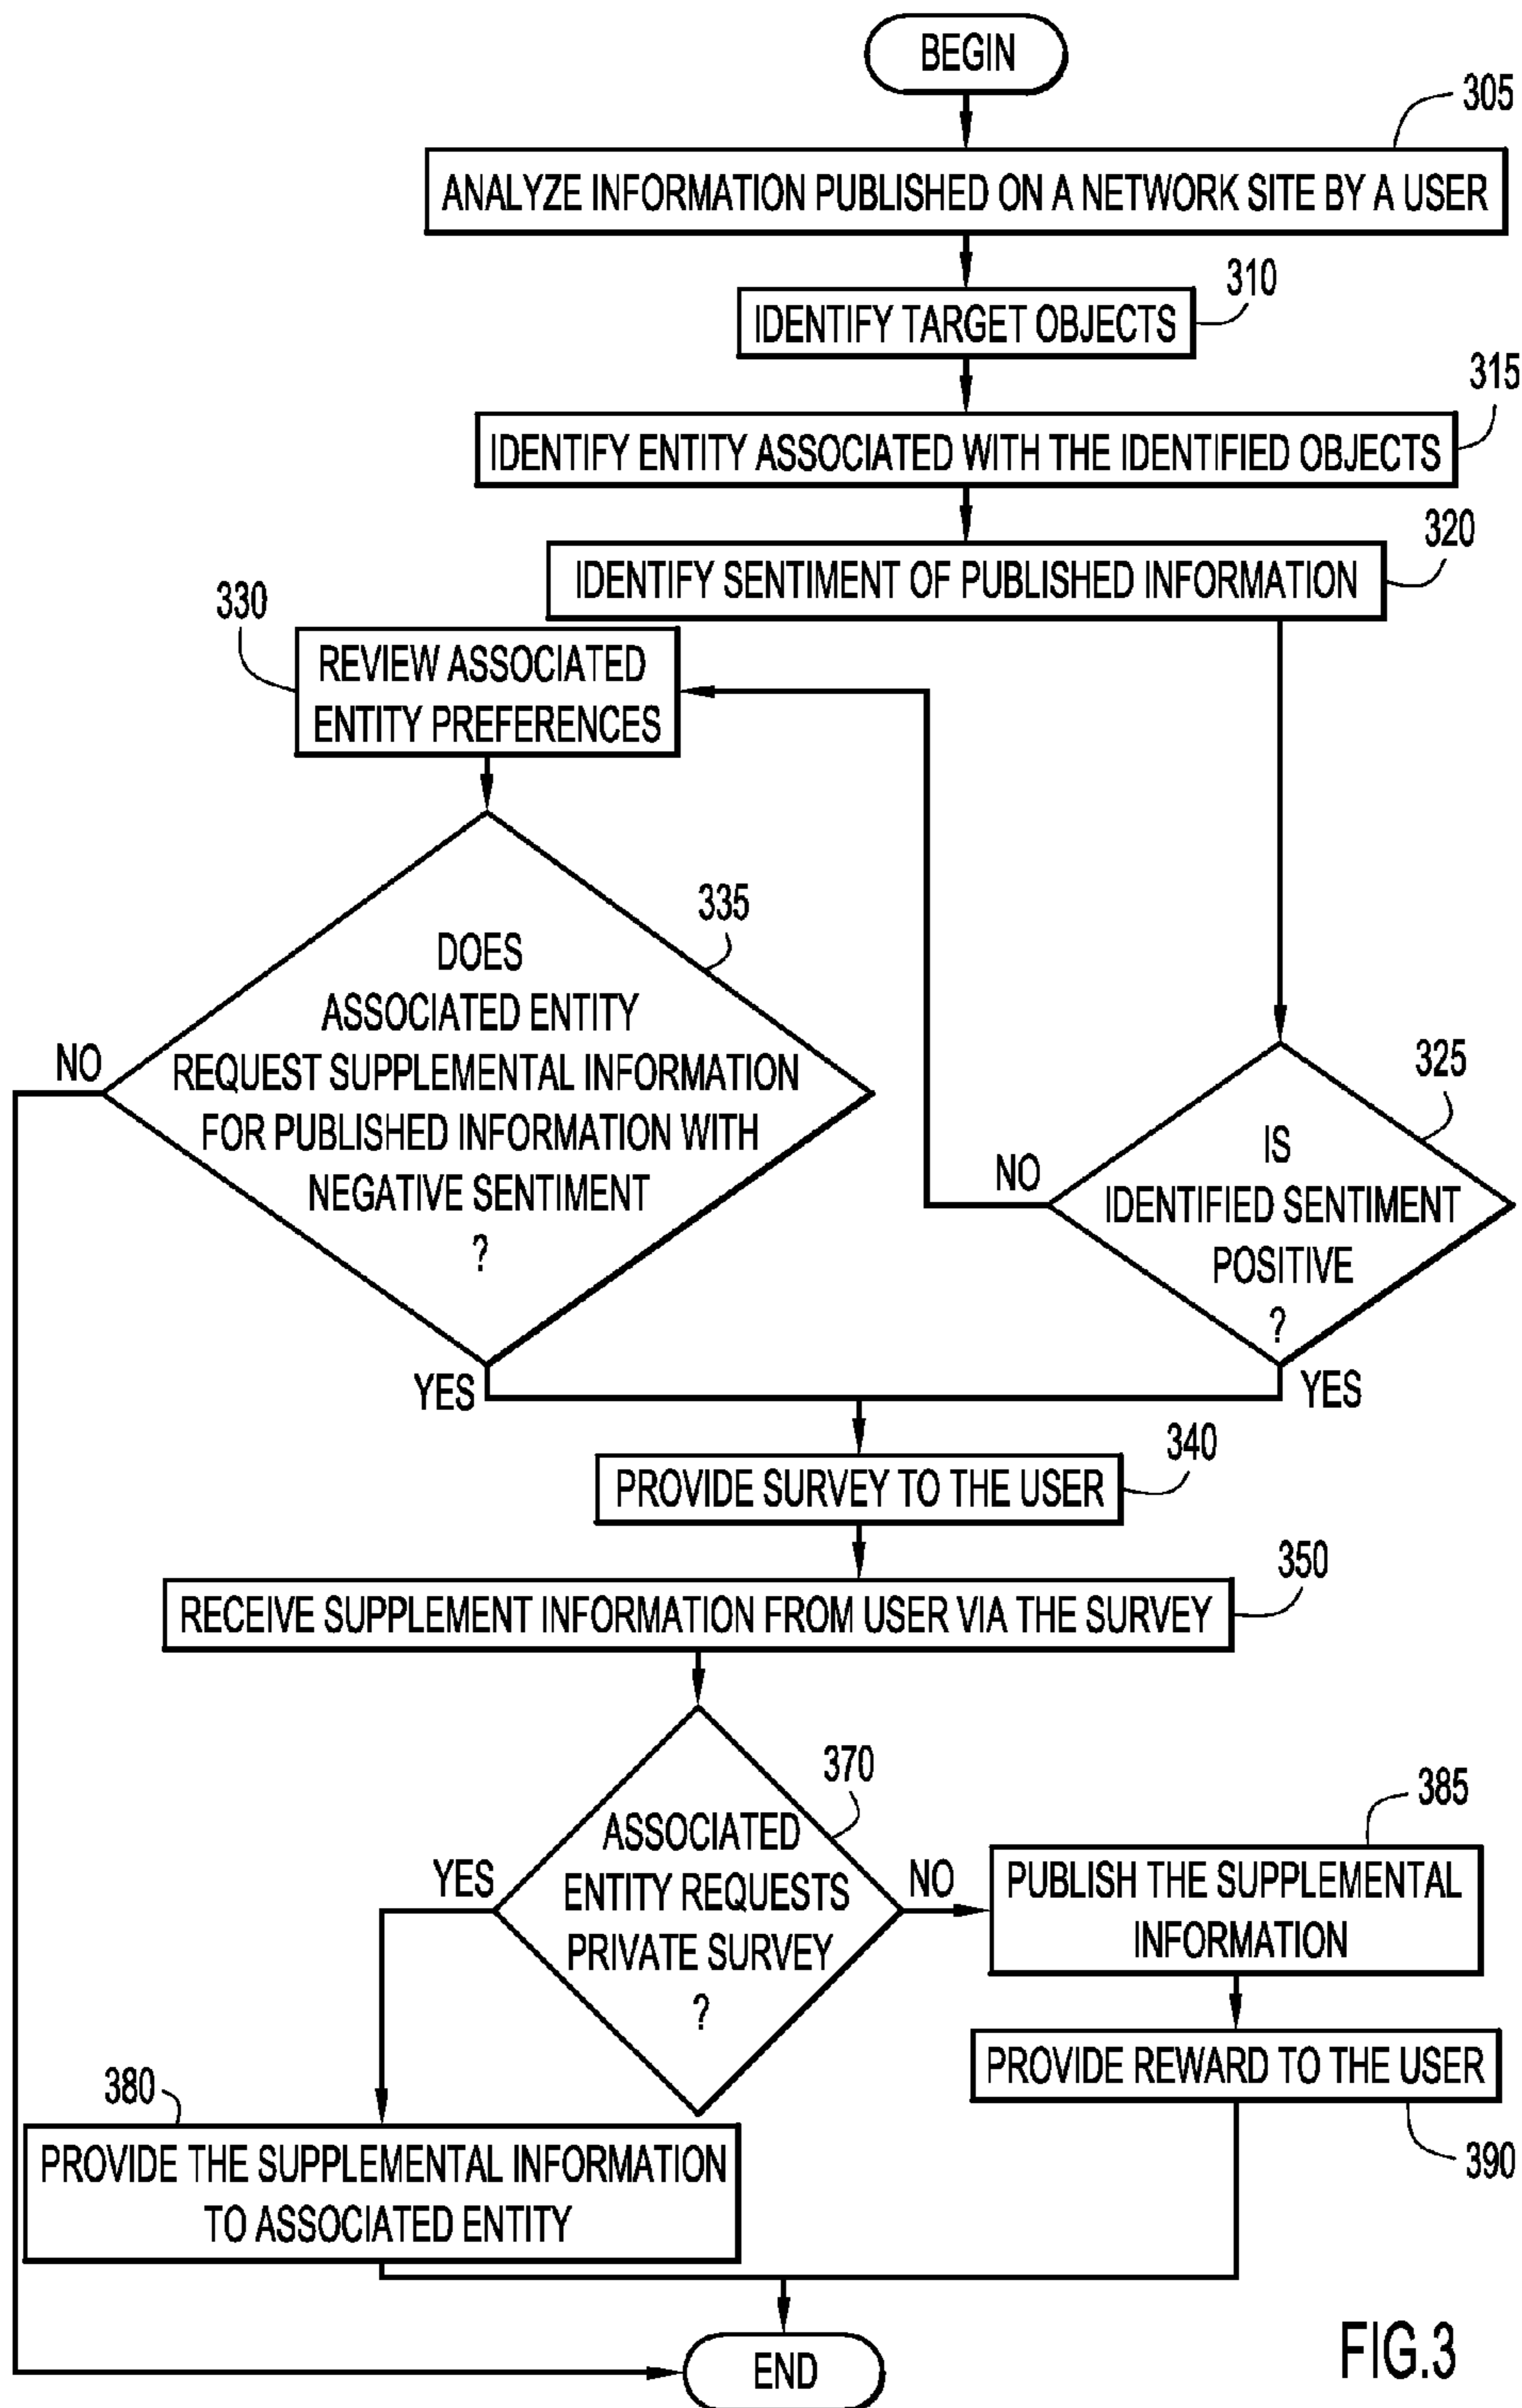 BEGIN
305
ANALYZE INFORMATION PUBLISHED ON A NETWORK SITE BY A USER
310
IDENTIFY TARGET OBJECTS
315
IDENTIFY ENTITY ASSOCIATED WITH THE IDENTIFIED OBJECTS
320
IDENTIFY SENTIMENT OF PUBLISHED INFORMATION
330
REVIEW ASSOCIATED
ENTITY PREFERENCES
335
DOES
ASSOCIATED ENTITY
REQUEST SUPPLEMENTAL INFORMATION
FOR PUBLISHED INFORMATION WITH
NEGATIVE SENTIMENT
?
NO
YES
325
IS
IDENTIFIED SENTIMENT
POSITIVE
?
NO
YES
340
PROVIDE SURVEY TO THE USER
350
RECEIVE SUPPLEMENT INFORMATION FROM USER VIA THE SURVEY
370
ASSOCIATED
ENTITY REQUESTS
PRIVATE SURVEY
?
YES
NO
385
PUBLISH THE SUPPLEMENTAL
INFORMATION
PROVIDE REWARD TO THE USER
390
380
PROVIDE THE SUPPLEMENTAL INFORMATION
TO ASSOCIATED ENTITY
END
FIG.3